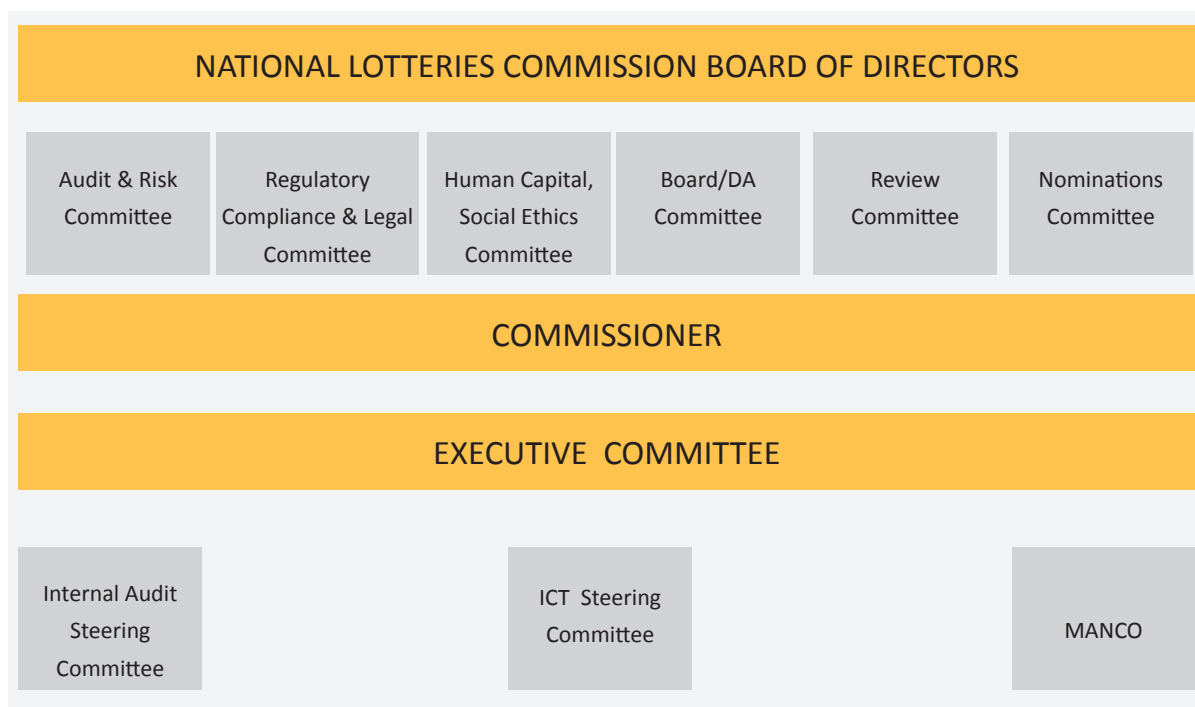 NATIONAL LOTTERIES COMMISSION BOARD OF DIRECTORS
Audit & Risk
Committee
Regulatory
Compliance & Legal
Committee
Human Capital,
Social Ethics
Committee
Board/DA
Committee
Review
Committee
Nominations
Committee
COMMISSIONER
EXECUTIVE COMMITTEE
Internal Audit
Steering
Committee
ICT Steering
Committee
MANCO